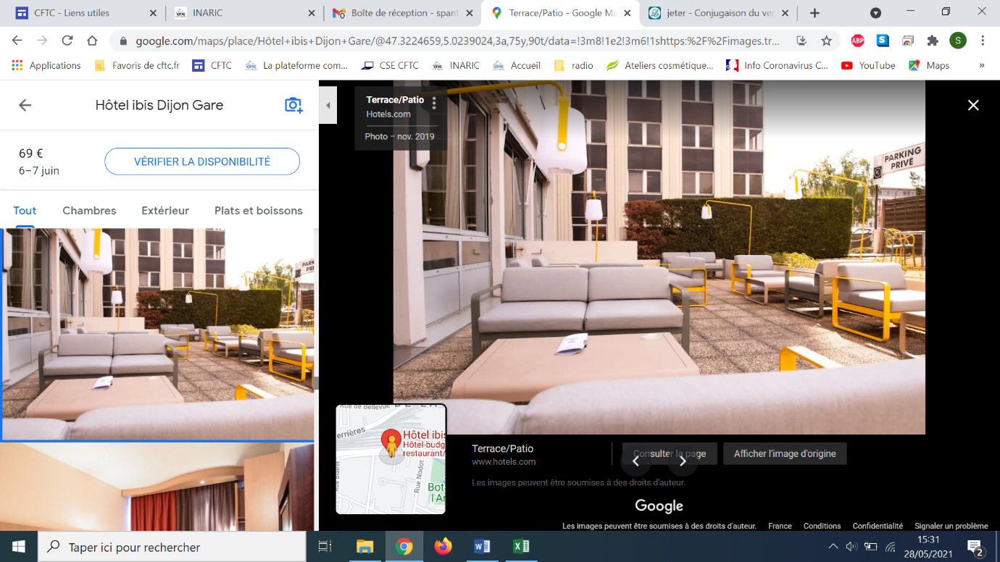 CFTC - Liens utiles
INARIC
Boîte de réception - spant
Terrace/Patio - Google Ma
jeter - Conjugaison du ver
google.com/maps/place/Hôtel+ibis+Dijon+Gare/@47.3224659,5.0239024,3a,75y,90t/data=!3m8!1e2!3m6!1shttps:%2F%2Fimages.tr...
ABP
S
S
Applications
Favoris de cftc.fr
CFTC
La plateforme com...
CSE CFTC
INARIC
Accueil
radio
Ateliers cosmétique...
Info Coronavirus C...
YouTube
Maps
»
Hôtel ibis Dijon Gare
69 €
6–7 juin
VÉRIFIER LA DISPONIBILITÉ
Tout
Chambres
Extérieur
Plats et boissons
PARKING
PRI
Terrace/Patio
Hotels.com
Photo – nov. 2019
PARKING
PRIVÉ
Rue de Bellevue
DE LA
errières
Hôtel ibis
Hôtel-budg
restaurant/
Rue Nodot
Bot
l'Ar
Terrace/Patio
www.hotels.com
Consulter la page
Afficher l'image d'origine
Les images peuvent être soumises à des droits d'auteur.
Google
Les images peuvent être soumises à des droits d'auteur.
France
Conditions
Confidentialité
Signaler un problème
Taper ici pour rechercher
15:31
28/05/2021
2